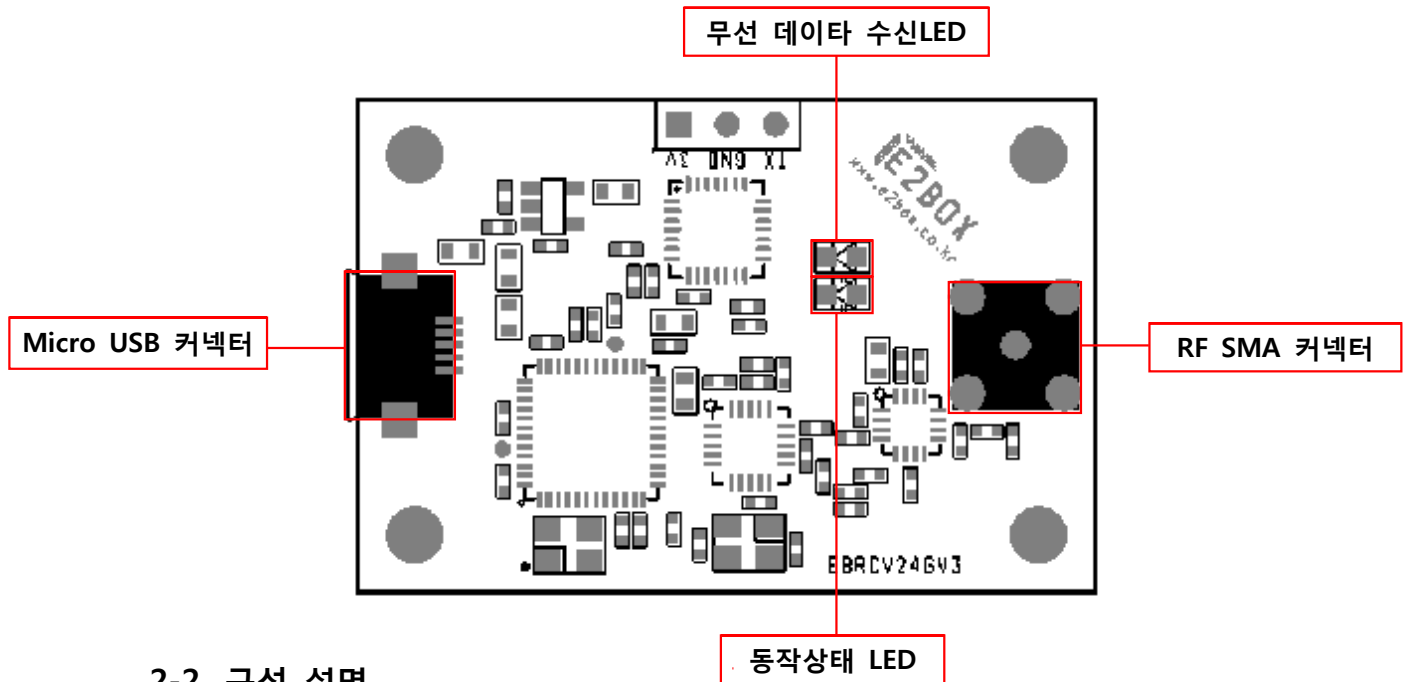 무선 데이타 수신LED
3V GND TX
E2BOX
www.e2box.co.kr
Micro USB 커넥터
RF SMA 커넥터
EBRCV24GV3
동작상태 LED
2-2 구성 설명